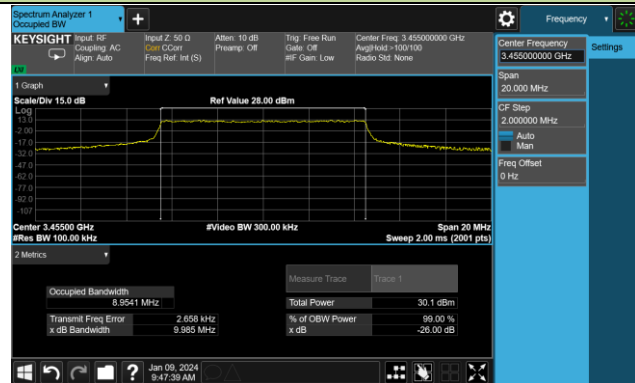 Spectrum Analyzer 1
Occupied BW
Frequency
KEYSIGHT
Input: RF
Coupling: AC
Align: Auto
Input Z: 50 Ω
Corr CCorr
Freq Ref: Int (S)
Atten: 10 dB
Preamp: Off
Trig: Free Run
Gate: Off
#IF Gain: Low
Center Freq: 3.455000000 GHz
Avg|Hold:>100/100
Radio Std: None
Center Frequency
3.455000000 GHz
Settings
Span
20.000 MHz
CF Step
2.000000 MHz
Auto
Man
Freq Offset
0 Hz
1 Graph
Scale/Div 15.0 dB
Ref Value 28.00 dBm
Log
13.0
-2.00
-17.0
-32.0
-47.0
-62.0
-77.0
-92.0
-107
Center 3.45500 GHz
#Video BW 300.00 kHz
Span 20 MHz
#Res BW 100.00 kHz
Sweep 2.00 ms (2001 pts)
2 Metrics
Measure Trace
Trace 1
Occupied Bandwidth
8.9541 MHz
Total Power
30.1 dBm
Transmit Freq Error
2.658 kHz
% of OBW Power
99.00 %
x dB Bandwidth
9.985 MHz
x dB
-26.00 dB
Jan 09, 2024
9:47:39 AM